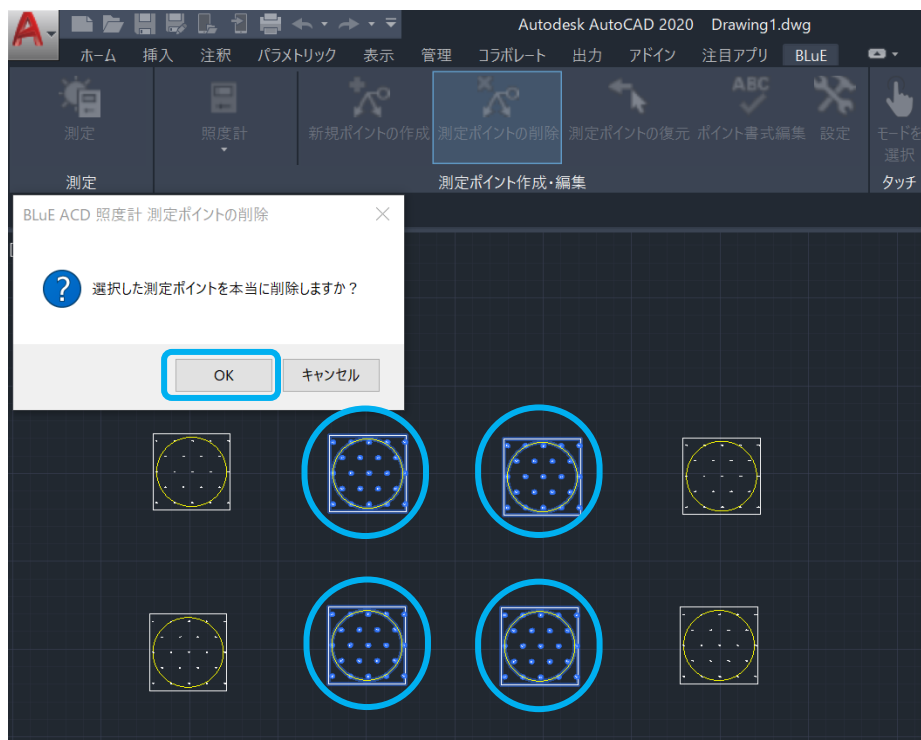 Autodesk AutoCAD 2020 Drawing1.dwg
ホーム 挿入 注釈 パラメトリック 表示 管理 コラボレート 出力 アドイン 注目アプリ BLuE
ABC
測定 照度計 新規ポイントの作成 測定ポイントの削除 測定ポイントの復元 ポイント書式編集 設定 モードを
選択
測定 測定ポイント作成・編集 タッチ
BLuE ACD 照度計 測定ポイントの削除
選択した測定ポイントを本当に削除しますか？
OK キャンセル